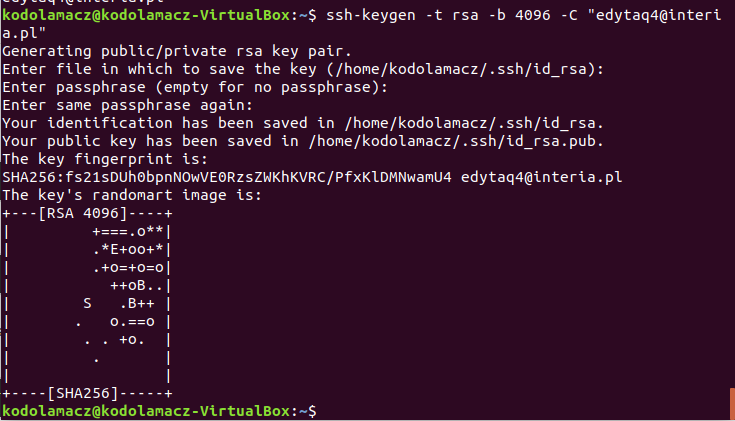 edytaq4@interia.pl
kodolamacz@kodolamacz-VirtualBox:~$ ssh-keygen -t rsa -b 4096 -C "edytaq4@interi
a.pl"
Generating public/private rsa key pair.
Enter file in which to save the key (/home/kodolamacz/.ssh/id_rsa):
Enter passphrase (empty for no passphrase):
Enter same passphrase again:
Your identification has been saved in /home/kodolamacz/.ssh/id_rsa.
Your public key has been saved in /home/kodolamacz/.ssh/id_rsa.pub.
The key fingerprint is:
SHA256:fs21sDUh0bpnNOwVE0RzsZWKhKVRC/PfxKlDMNwamU4 edytaq4@interia.pl
The key's randomart image is:
+---[RSA 4096]----+
|          +===.o**|
|          .*E+oo+*|
|          .+o=+o=o|
|            ++oB..|
|         S   .B++ |
|        .   o.==o |
|         . . +o.  |
|          .       |
|                  |
+----[SHA256]-----+
kodolamacz@kodolamacz-VirtualBox:~$